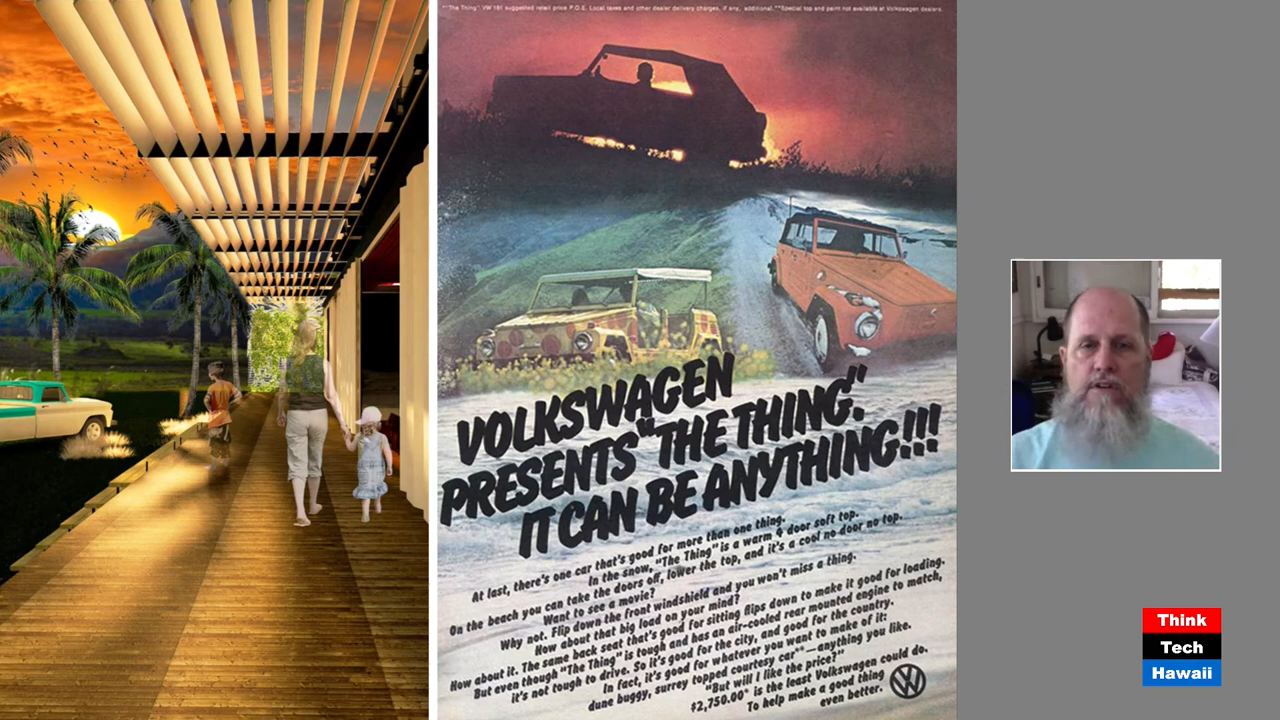 *"The Thing" VW 181 suggested retail price P.O.E. Local taxes and other dealer delivery charges, if any, additional.**Special top and paint not available at Volkswagen dealers.
VOLKSWAGEN
PRESENTS "THE THING".
IT CAN BE ANYTHING!!!
At last, there's one car that's good for more than one thing.
In the snow, "The Thing" is a warm 4 door soft top.
On the beach you can take the doors off, lower the top, and it's a cool no door no top.
Want to see a movie?
Why not. Flip down the front windshield and you won't miss a thing.
How about that big load on your mind?
How about it. The same back seat that's good for sitting flips down to make it good for loading.
But even though "The Thing" is tough and has an air-cooled rear mounted engine to match,
it's not tough to drive. So it's good for the city, and good for the country.
In fact, it's good for whatever you want to make of it:
dune buggy, surrey topped courtesy car**—anything you like.
"But will I like the price?"
$2,750.00* is the least Volkswagen could do.
To help make a good thing
even better.
Think
Tech
Hawaii